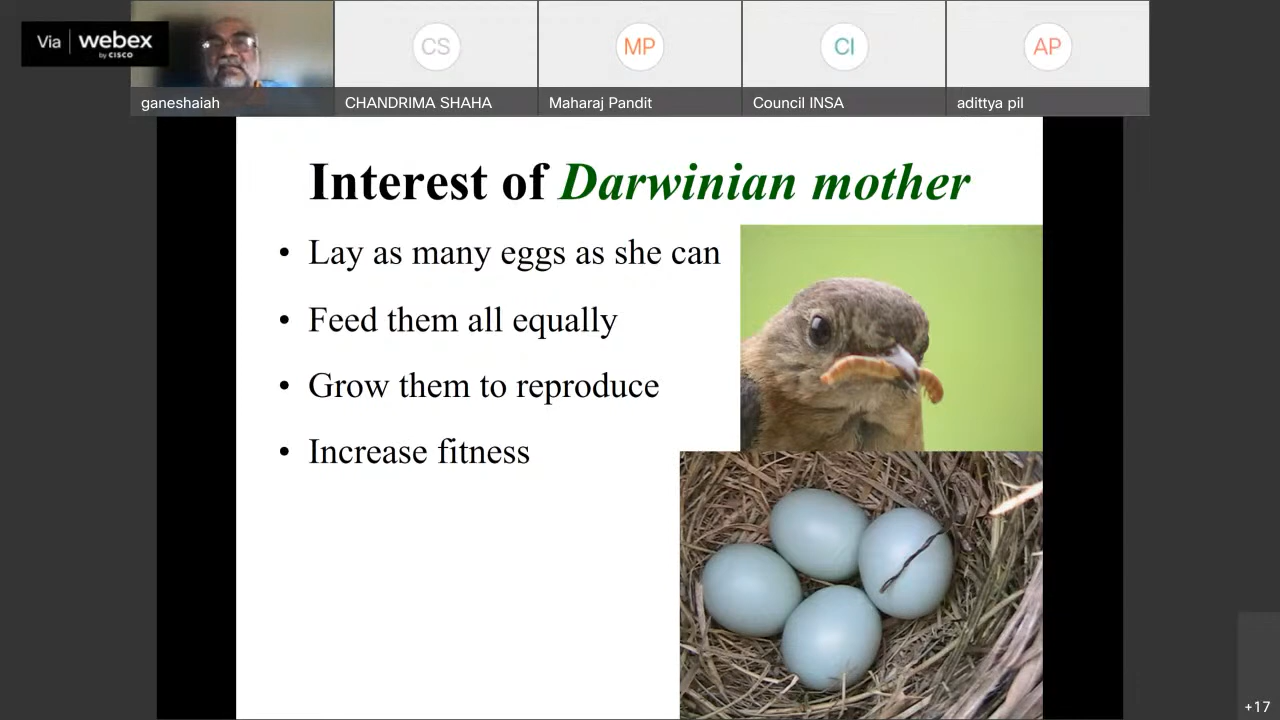 Via webex
by CISCO
CS
MP
CI
AP
ganeshaiah
CHANDRIMA SHAHA
Maharaj Pandit
Council INSA
adittya pil
Interest of Darwinian mother
• Lay as many eggs as she can
• Feed them all equally
• Grow them to reproduce
• Increase fitness
+17